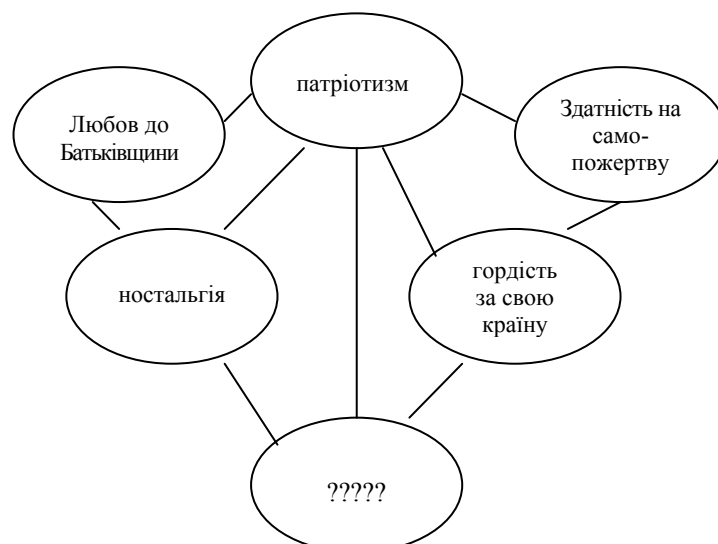 патріотизм
Любов до
Батьківщини
Здатність на
само-
пожертву
ностальгія
гордість
за свою
країну
?????